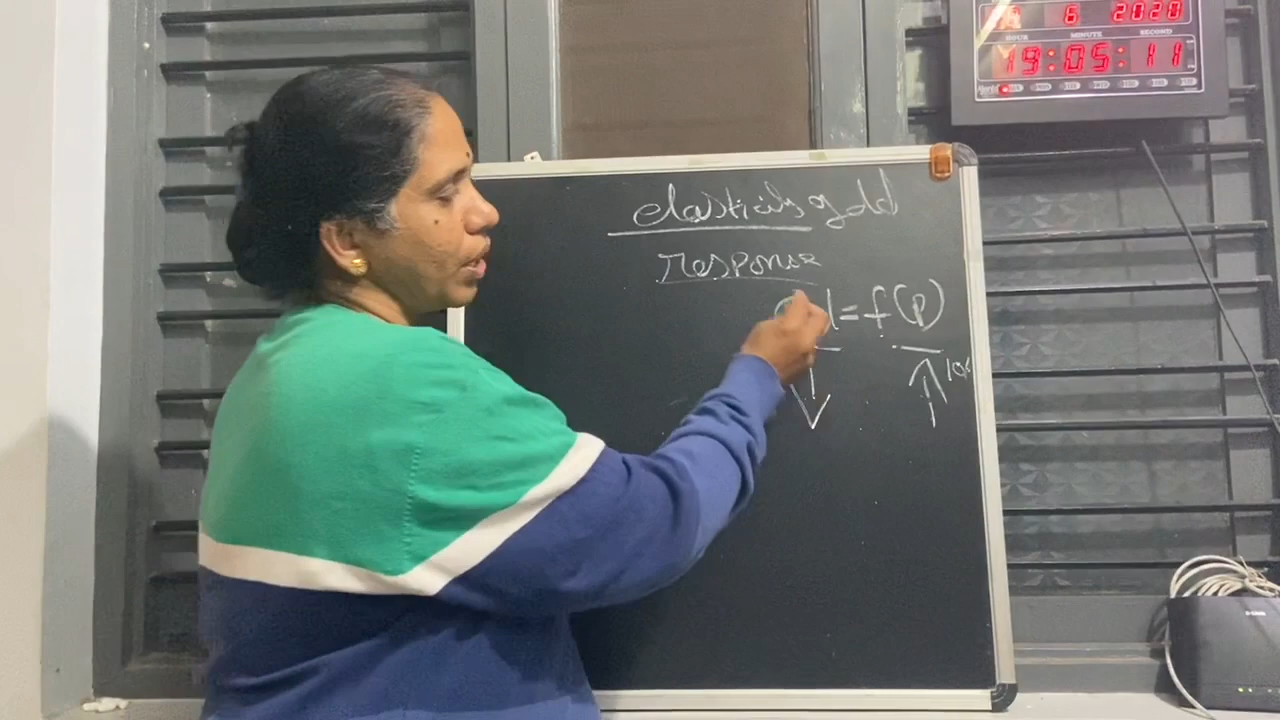 6 2020
HOUR MINUTE SECOND
19:05:11
elasticity of dd
response
d = f(p)
10%